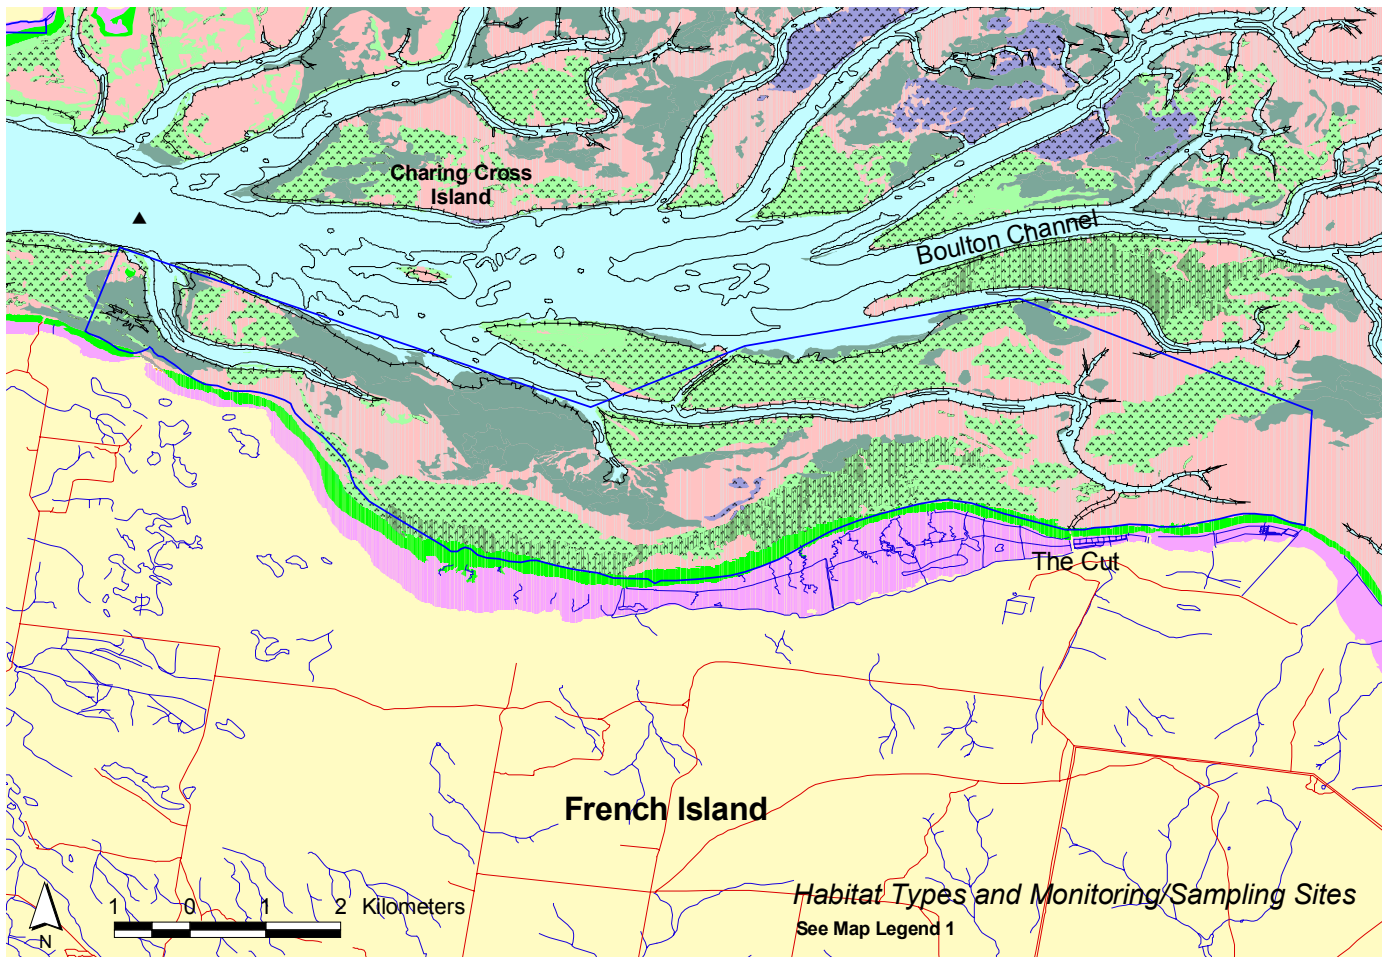 Charing Cross
Island
Boulton Channel
The Cut
French Island
Habitat Types and Monitoring/Sampling Sites
See Map Legend 1
1 0 1 2 Kilometers
N